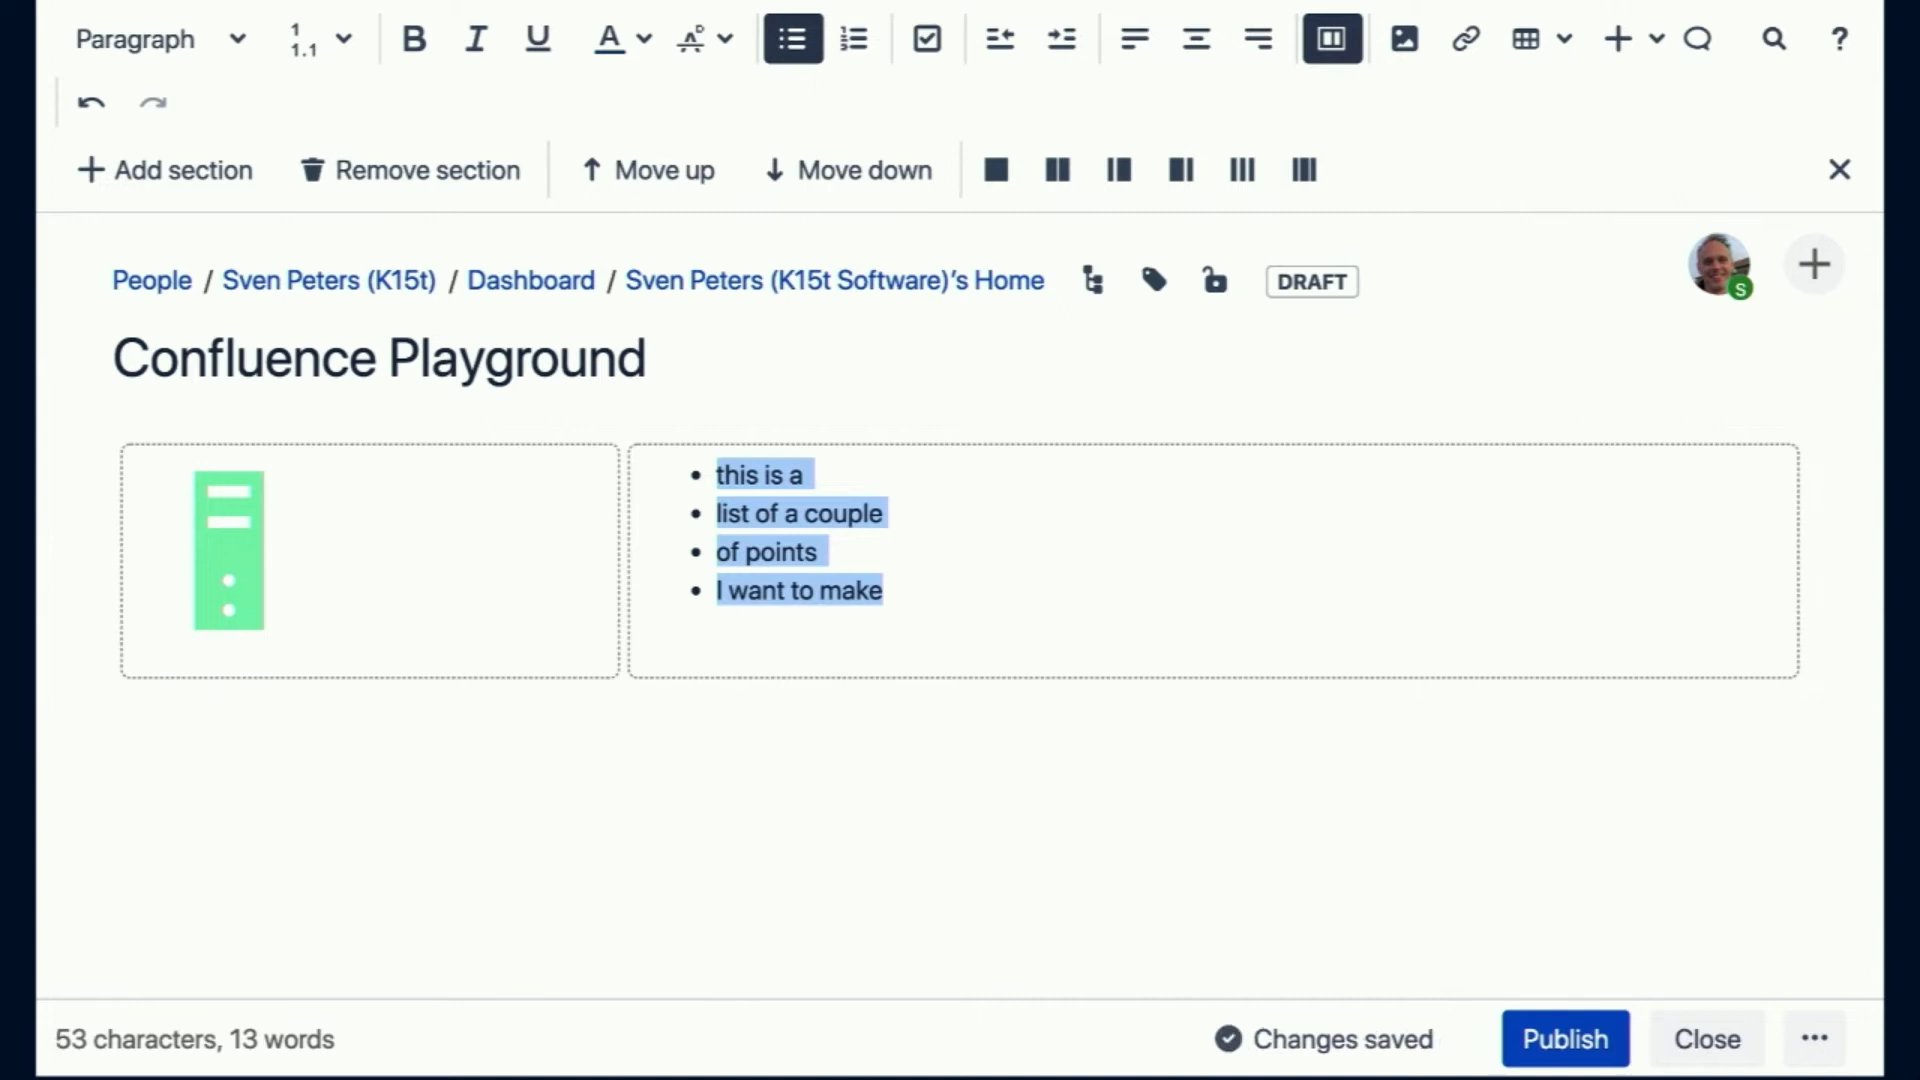 Paragraph 1 1.1 B I U A A ?
Add section Remove section Move up Move down
People / Sven Peters (K15t) / Dashboard / Sven Peters (K15t Software)’s Home DRAFT S
Confluence Playground
• this is a
• list of a couple
• of points
• I want to make
53 characters, 13 words Changes saved Publish Close